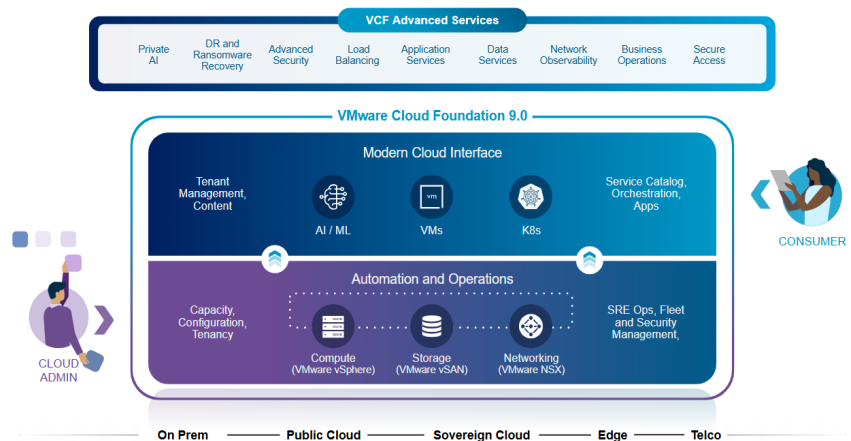 VCF Advanced Services
Private
AI
DR and
Ransomware
Recovery
Advanced
Security
Load
Balancing
Application
Services
Data
Services
Network
Observability
Business
Operations
Secure
Access
VMware Cloud Foundation 9.0
Modern Cloud Interface
Tenant
Management,
Content
vm
AI / ML
VMs
K8s
Service Catalog,
Orchestration,
Apps
CONSUMER
Automation and Operations
Capacity,
Configuration,
Tenancy
Compute
(VMware vSphere)
Storage
(VMware vSAN)
Networking
(VMware NSX)
SRE Ops, Fleet
and Security
Management,
CLOUD
ADMIN
On Prem
Public Cloud
Sovereign Cloud
Edge
Telco